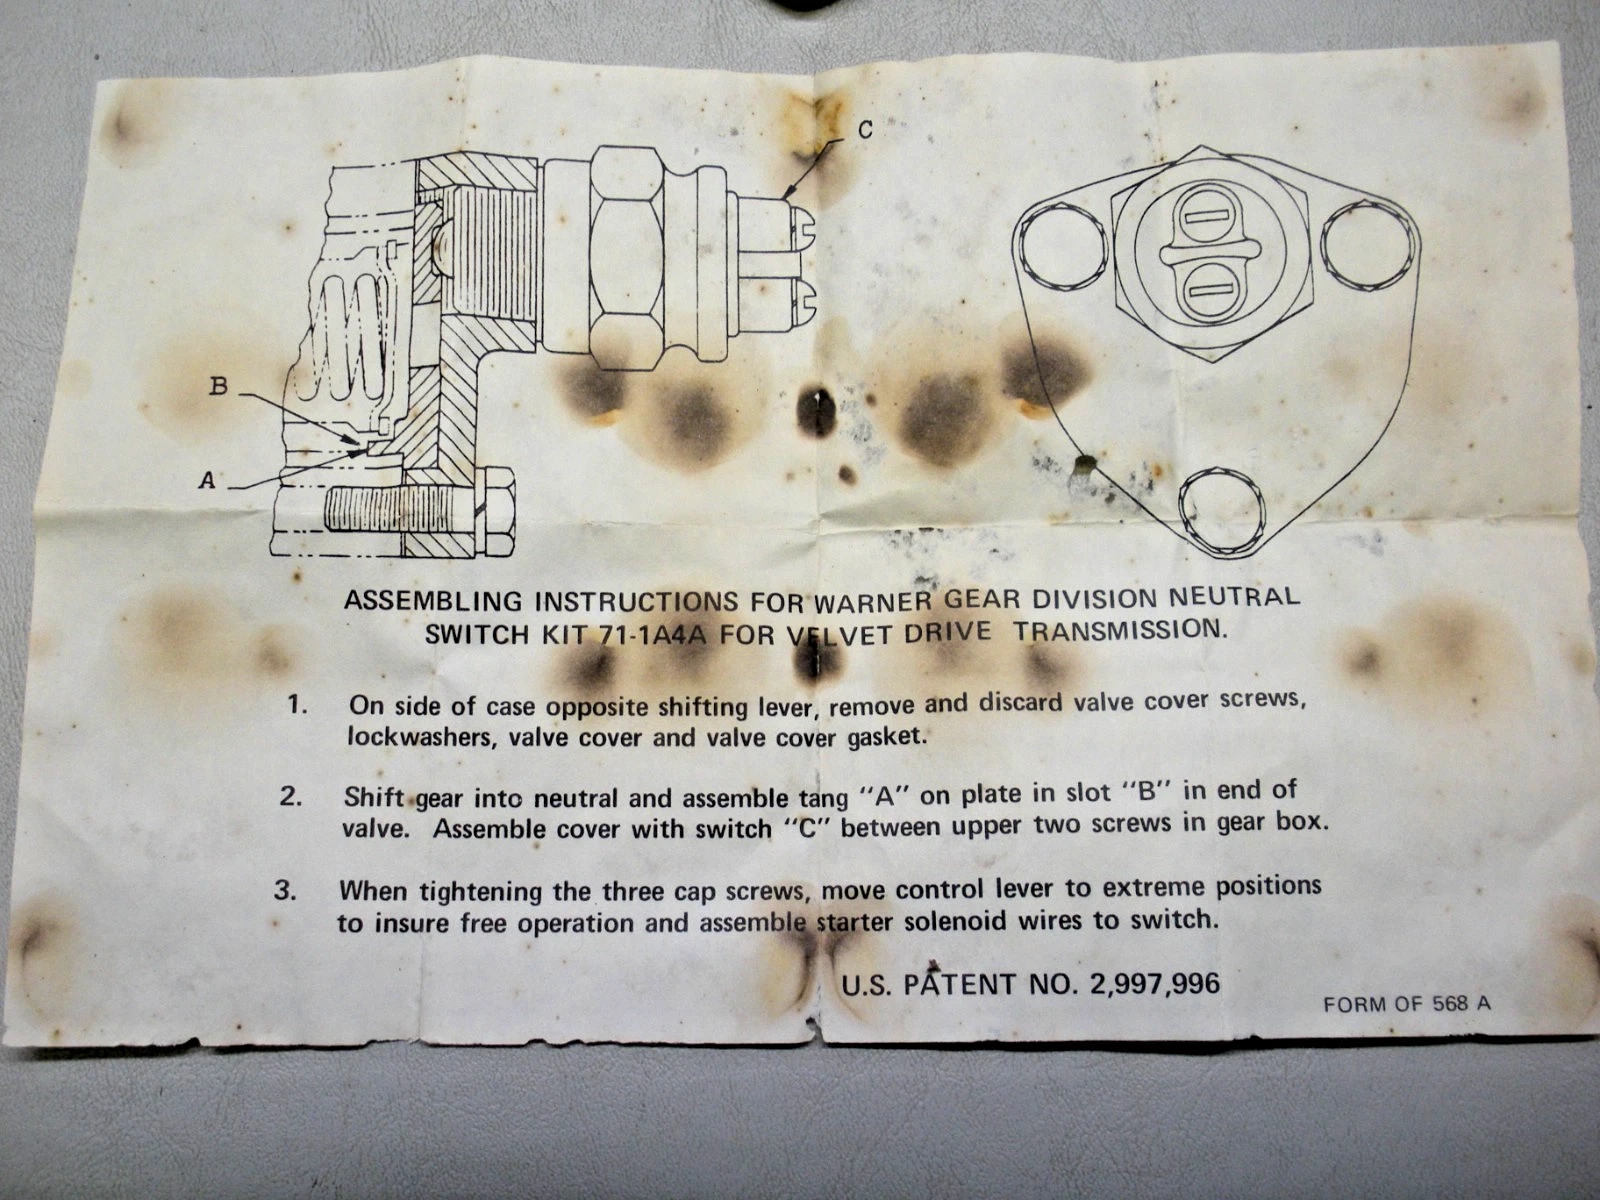 C
B
A
ASSEMBLING INSTRUCTIONS FOR WARNER GEAR DIVISION NEUTRAL
SWITCH KIT 71-1A4A FOR VELVET DRIVE TRANSMISSION.
1. On side of case opposite shifting lever, remove and discard valve cover screws,
lockwashers, valve cover and valve cover gasket.
2. Shift gear into neutral and assemble tang "A" on plate in slot "B" in end of
valve. Assemble cover with switch "C" between upper two screws in gear box.
3. When tightening the three cap screws, move control lever to extreme positions
to insure free operation and assemble starter solenoid wires to switch.
U.S. PATENT NO. 2,997,996
FORM OF 568 A